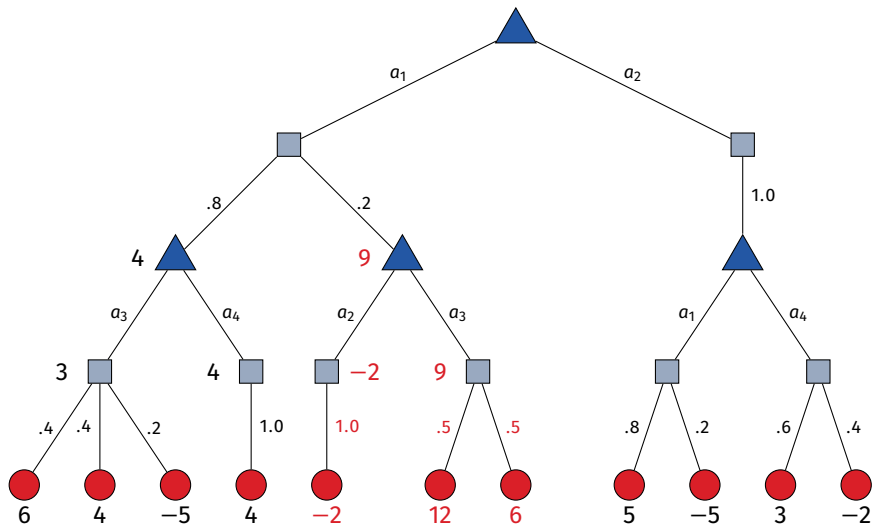 a₁ a₂
.8 .2 1.0
4 9
a₃ a₄ a₂ a₃ a₁ a₄
3 4 −2 9
.4 .4 .2 1.0 1.0 .5 .5 .8 .2 .6 .4
6 4 −5 4 −2 12 6 5 −5 3 −2